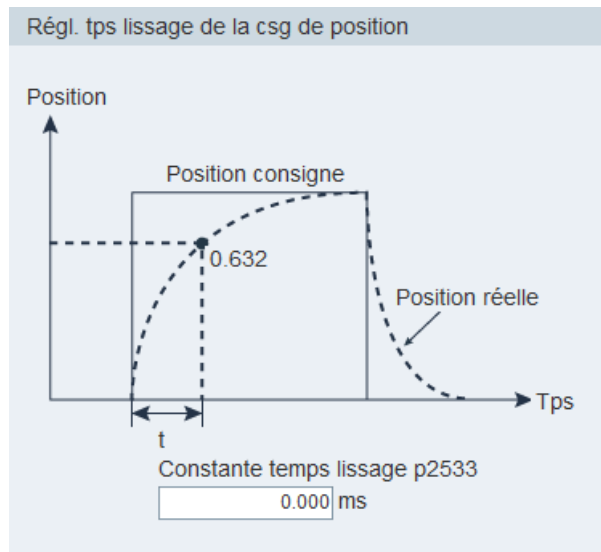 Régl. tps lissage de la csg de position
Position
Position consigne
0.632
Position réelle
Tps
t
Constante temps lissage p2533
0.000 ms